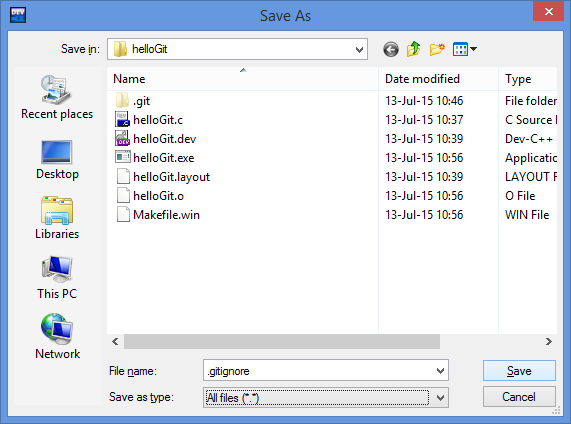 DEV
Save As
Save in:
helloGit
Name
Date modified
Type
.git
13-Jul-15 10:46
File folder
helloGit.c
13-Jul-15 10:37
C Source
helloGit.dev
13-Jul-15 10:39
Dev-C++
helloGit.exe
13-Jul-15 10:56
Applicatio
helloGit.layout
13-Jul-15 10:39
LAYOUT F
helloGit.o
13-Jul-15 10:56
O File
Makefile.win
13-Jul-15 10:56
WIN File
Recent places
Desktop
Libraries
This PC
Network
File name:
.gitignore
Save
Save as type:
All files (*.*)
Cancel